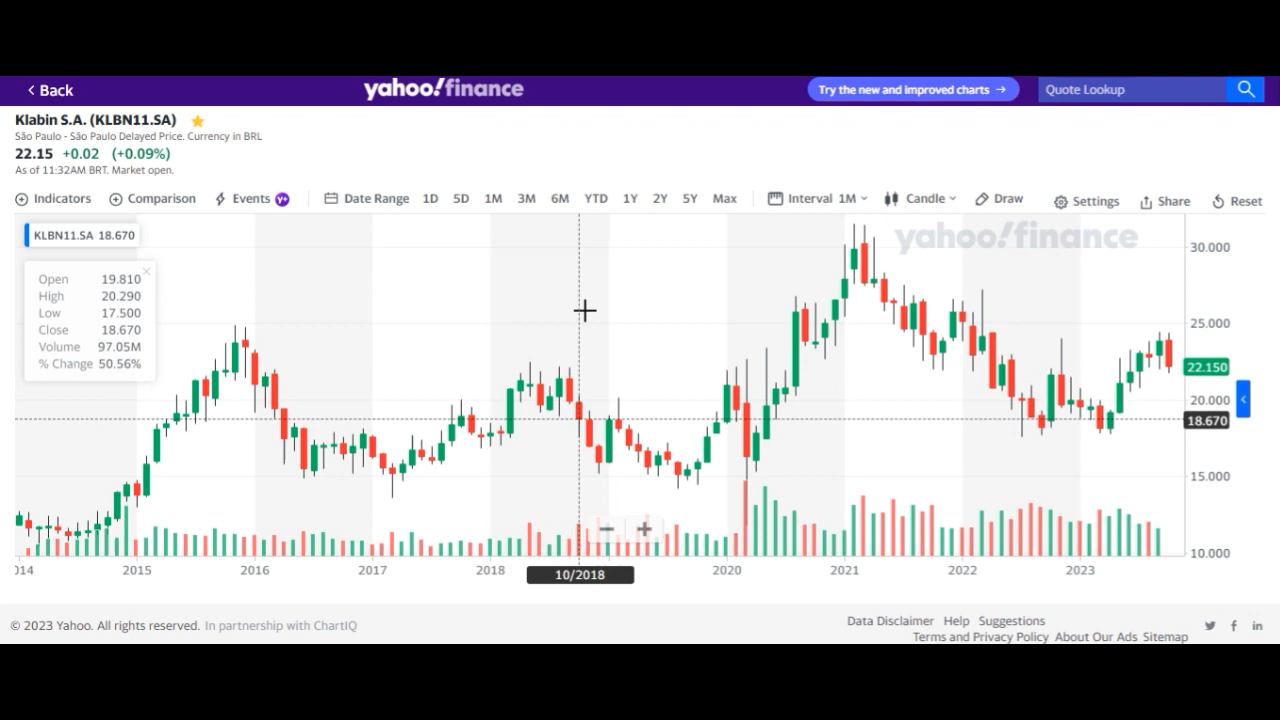 Back
yahoo!finance
Try the new and improved charts →
Quote Lookup
Klabin S.A. (KLBN11.SA)
São Paulo - São Paulo Delayed Price. Currency in BRL
22.15 +0.02 (+0.09%)
As of 11:32AM BRT. Market open.
Indicators Comparison Events Y+ Date Range 1D 5D 1M 3M 6M YTD 1Y 2Y 5Y Max Interval 1M Candle Draw Settings Share Reset
KLBN11.SA 18.670
yahoo!finance
Open 19.810
High 20.290
Low 17.500
Close 18.670
Volume 97.05M
% Change 50.56%
30.000
25.000
22.150
20.000
18.670
15.000
10.000
014 2015 2016 2017 2018 10/2018 2020 2021 2022 2023
© 2023 Yahoo. All rights reserved. In partnership with ChartIQ
Data Disclaimer Help Suggestions
Terms and Privacy Policy About Our Ads Sitemap